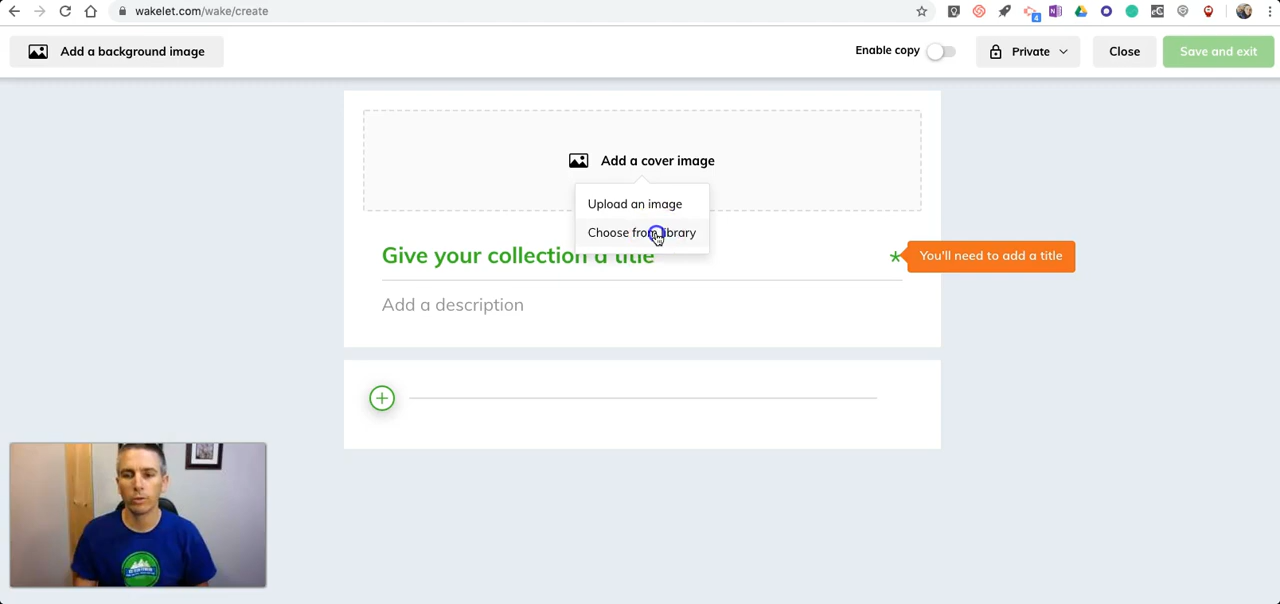 wakelet.com/wake/create
4
Add a background image
Enable copy
Private
Close
Save and exit
Add a cover image
Upload an image
Choose from library
Give your collection a title
*
You'll need to add a title
Add a description